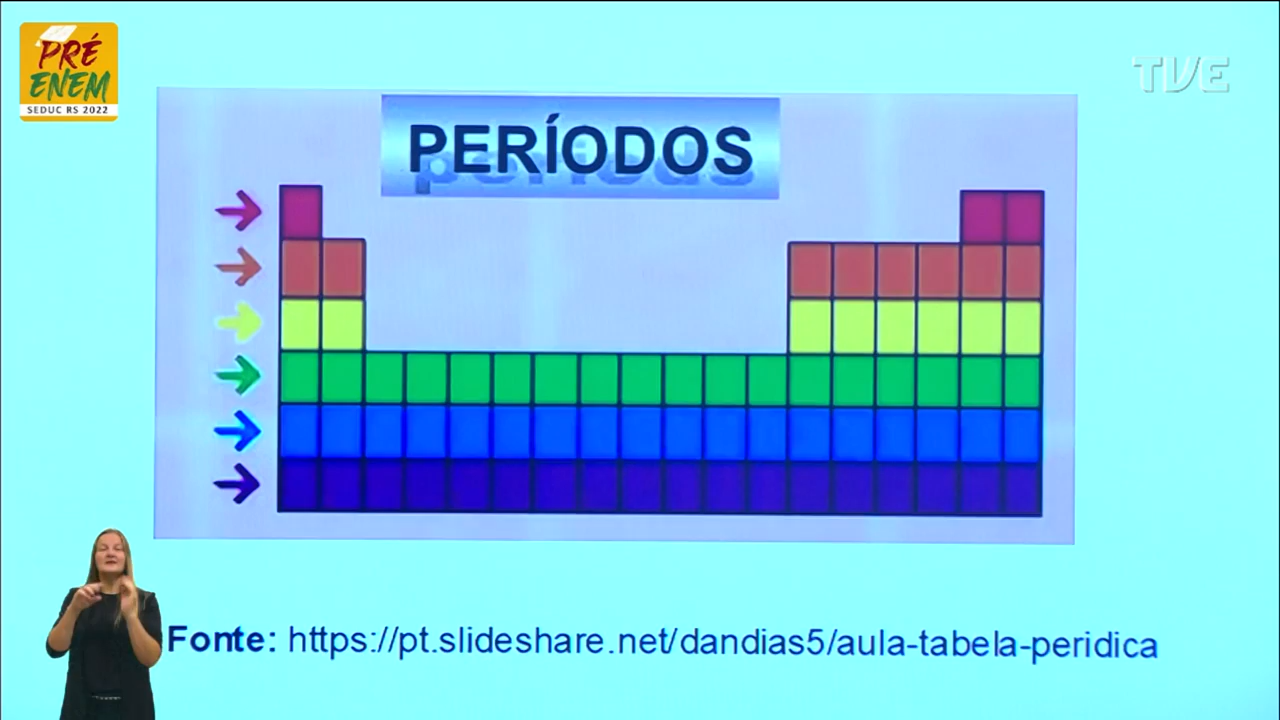 PRÉ
ENEM
SEDUC RS 2022
TVE
PERÍODOS
Fonte: https://pt.slideshare.net/dandias5/aula-tabela-peridica